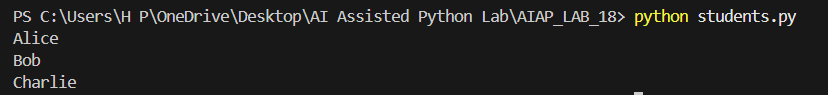 PS C:\Users\H P\OneDrive\Desktop\AI Assisted Python Lab\AIAP_LAB_18> python students.py
Alice
Bob
Charlie